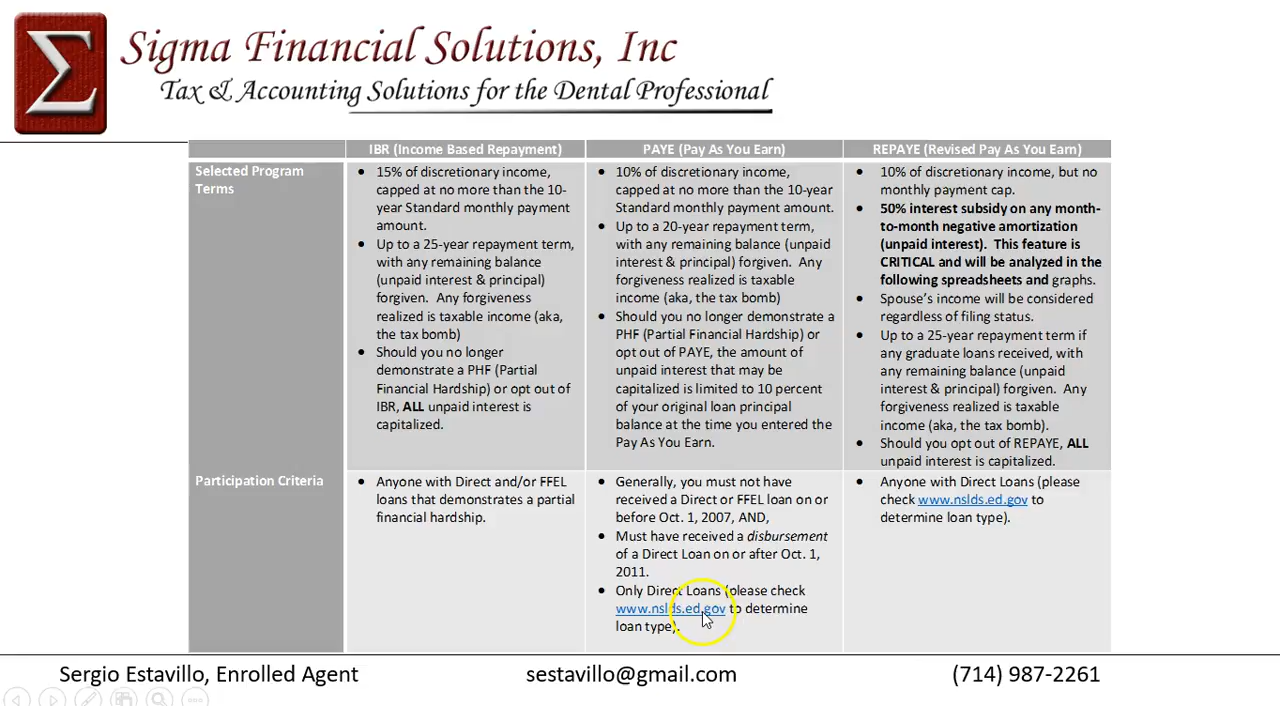 Σ
Sigma Financial Solutions, Inc
Tax & Accounting Solutions for the Dental Professional
IBR (Income Based Repayment)
PAYE (Pay As You Earn)
REPAYE (Revised Pay As You Earn)
Selected Program
Terms
• 15% of discretionary income,
capped at no more than the 10-
year Standard monthly payment
amount.
• Up to a 25-year repayment term,
with any remaining balance
(unpaid interest & principal)
forgiven. Any forgiveness
realized is taxable income (aka,
the tax bomb)
• Should you no longer
demonstrate a PHF (Partial
Financial Hardship) or opt out of
IBR, ALL unpaid interest is
capitalized.
• 10% of discretionary income,
capped at no more than the 10-year
Standard monthly payment amount.
• Up to a 20-year repayment term,
with any remaining balance (unpaid
interest & principal) forgiven. Any
forgiveness realized is taxable
income (aka, the tax bomb)
• Should you no longer demonstrate a
PHF (Partial Financial Hardship) or
opt out of PAYE, the amount of
unpaid interest that may be
capitalized is limited to 10 percent
of your original loan principal
balance at the time you entered the
Pay As You Earn.
• 10% of discretionary income, but no
monthly payment cap.
• 50% interest subsidy on any month-
to-month negative amortization
(unpaid interest). This feature is
CRITICAL and will be analyzed in the
following spreadsheets and graphs.
• Spouse's income will be considered
regardless of filing status.
• Up to a 25-year repayment term if
any graduate loans received, with
any remaining balance (unpaid
interest & principal) forgiven. Any
forgiveness realized is taxable
income (aka, the tax bomb).
• Should you opt out of REPAYE, ALL
unpaid interest is capitalized.
Participation Criteria
• Anyone with Direct and/or FFEL
loans that demonstrates a partial
financial hardship.
• Generally, you must not have
received a Direct or FFEL loan on or
before Oct. 1, 2007, AND,
• Must have received a disbursement
of a Direct Loan on or after Oct. 1,
2011.
• Only Direct Loans (please check
www.nslds.ed.gov to determine
loan type).
• Anyone with Direct Loans (please
check www.nslds.ed.gov to
determine loan type).
Sergio Estavillo, Enrolled Agent
sestavillo@gmail.com
(714) 987-2261